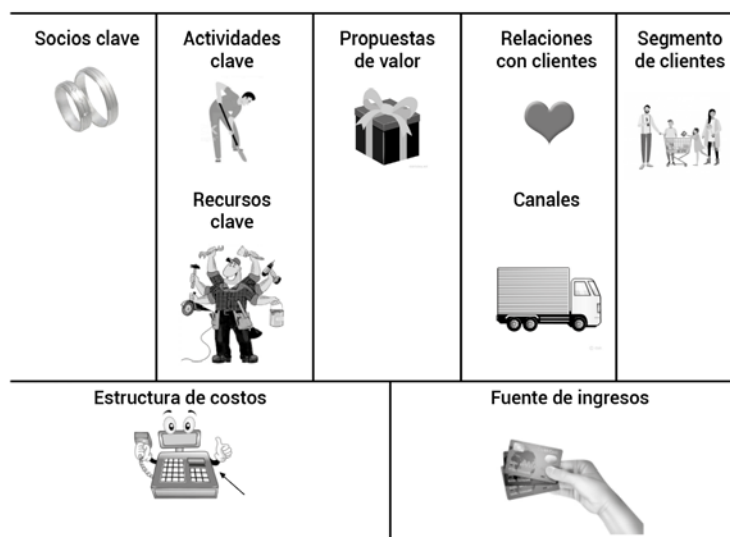 Socios clave
Actividades
clave
Recursos
clave
Propuestas
de valor
Relaciones
con clientes
Canales
Segmento
de clientes
Estructura de costos
Fuente de ingresos